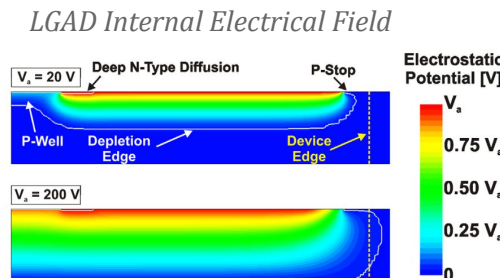 LGAD Internal Electrical Field
Deep N-Type Diffusion
P-Stop
Electrostatic
Potential [V]
Vₐ = 20 V
P-Well
Depletion
Edge
Device
Edge
Vₐ = 200 V
Vₐ
0.75 Vₐ
0.50 Vₐ
0.25 Vₐ
0